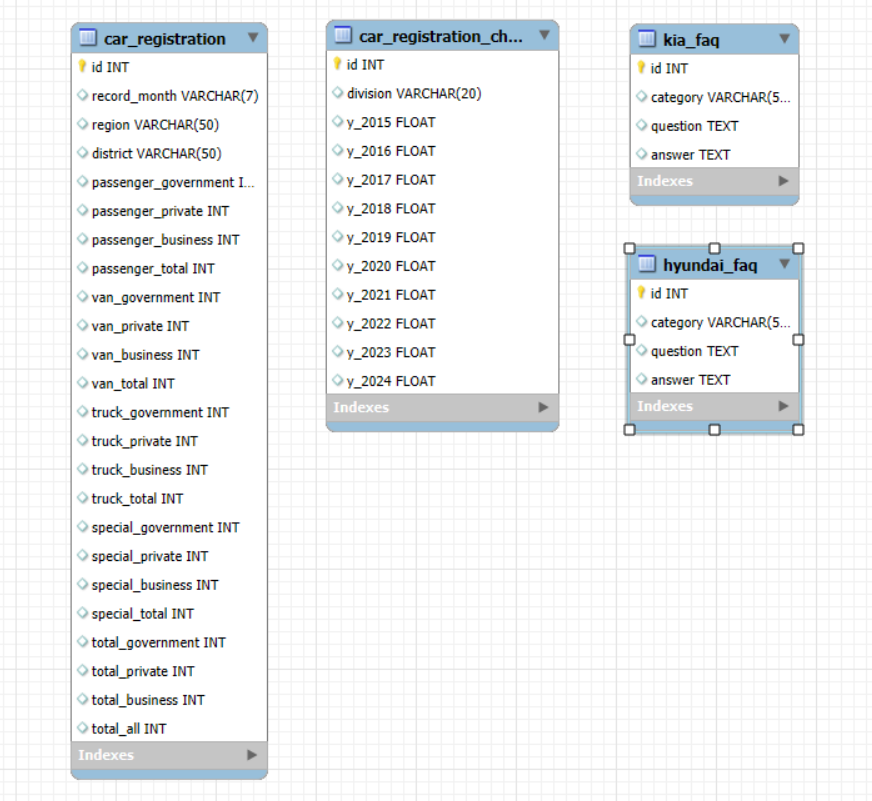 car_registration
id INT
record_month VARCHAR(7)
region VARCHAR(50)
district VARCHAR(50)
passenger_government I...
passenger_private INT
passenger_business INT
passenger_total INT
van_government INT
van_private INT
van_business INT
van_total INT
truck_government INT
truck_private INT
truck_business INT
truck_total INT
special_government INT
special_private INT
special_business INT
special_total INT
total_government INT
total_private INT
total_business INT
total_all INT
Indexes
car_registration_ch...
id INT
division VARCHAR(20)
y_2015 FLOAT
y_2016 FLOAT
y_2017 FLOAT
y_2018 FLOAT
y_2019 FLOAT
y_2020 FLOAT
y_2021 FLOAT
y_2022 FLOAT
y_2023 FLOAT
y_2024 FLOAT
Indexes
kia_faq
id INT
category VARCHAR(5...
question TEXT
answer TEXT
Indexes
hyundai_faq
id INT
category VARCHAR(5...
question TEXT
answer TEXT
Indexes